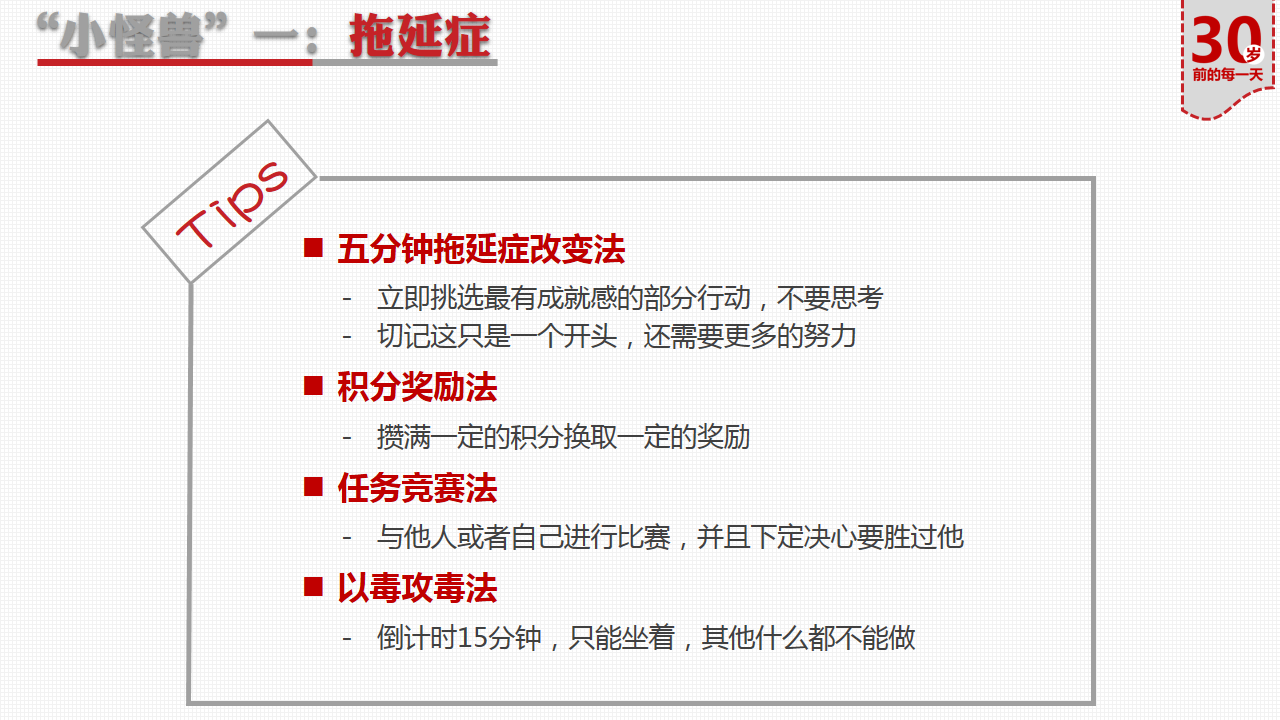 “小怪兽”一：拖延症
30岁
前的每一天
Tips
■ 五分钟拖延症改变法
- 立即挑选最有成就感的部分行动，不要思考
- 切记这只是一个开头，还需要更多的努力
■ 积分奖励法
- 攒满一定的积分换取一定的奖励
■ 任务竞赛法
- 与他人或者自己进行比赛，并且下定决心要胜过他
■ 以毒攻毒法
- 倒计时15分钟，只能坐着，其他什么都不能做